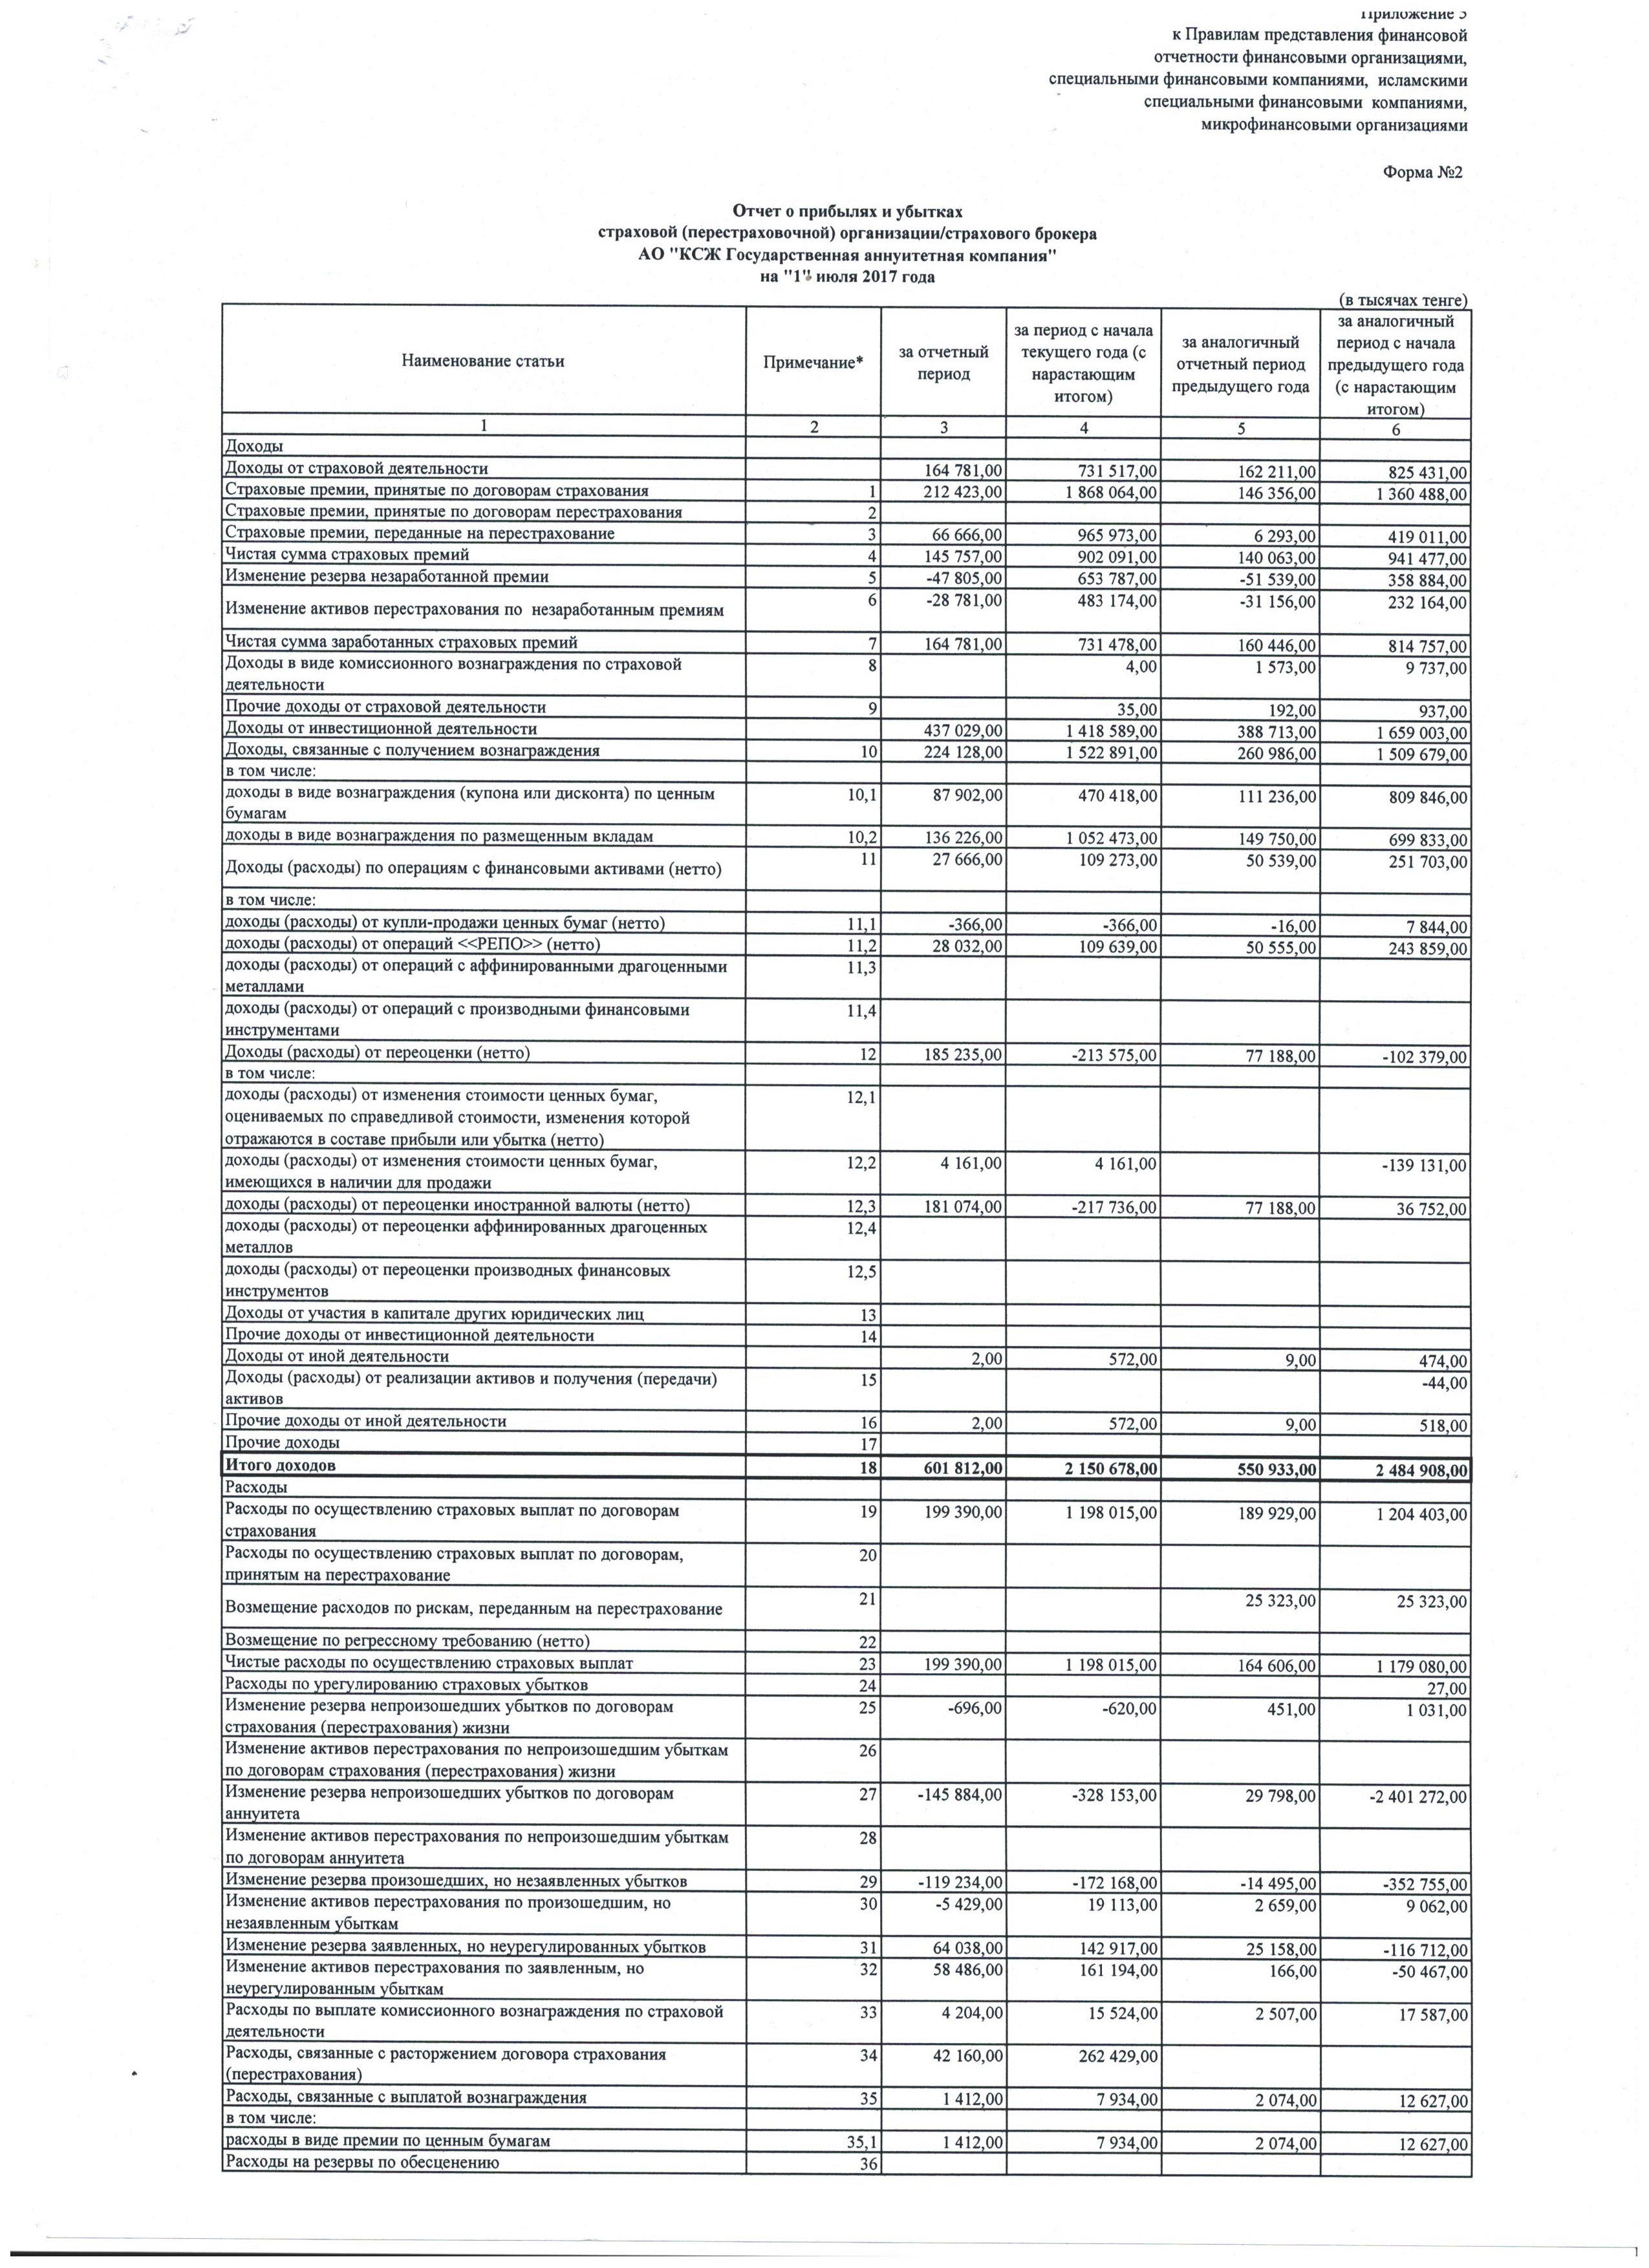 Приложение 3
к Правилам представления финансовой
отчетности финансовыми организациями,
специальными финансовыми компаниями, исламскими
специальными финансовыми компаниями,
микрофинансовыми организациями
Форма №2
Отчет о прибылях и убытках
страховой (перестраховочной) организации/страхового брокера
АО "КСЖ Государственная аннуитетная компания"
на "1" июля 2017 года
(в тысячах тенге)
Наименование статьи
Примечание*
за отчетный
период
за период с начала
текущего года (с
нарастающим
итогом)
за аналогичный
отчетный период
предыдущего года
за аналогичный
период с начала
предыдущего года
(с нарастающим
итогом)
1 2 3 4 5 6
Доходы
Доходы от страховой деятельности 164 781,00 731 517,00 162 211,00 825 431,00
Страховые премии, принятые по договорам страхования 1 212 423,00 1 868 064,00 146 356,00 1 360 488,00
Страховые премии, принятые по договорам перестрахования 2
Страховые премии, переданные на перестрахование 3 66 666,00 965 973,00 6 293,00 419 011,00
Чистая сумма страховых премий 4 145 757,00 902 091,00 140 063,00 941 477,00
Изменение резерва незаработанной премии 5 -47 805,00 653 787,00 -51 539,00 358 884,00
Изменение активов перестрахования по незаработанным премиям 6 -28 781,00 483 174,00 -31 156,00 232 164,00
Чистая сумма заработанных страховых премий 7 164 781,00 731 478,00 160 446,00 814 757,00
Доходы в виде комиссионного вознаграждения по страховой 8 4,00 1 573,00 9 737,00
деятельности
Прочие доходы от страховой деятельности 9 35,00 192,00 937,00
Доходы от инвестиционной деятельности 437 029,00 1 418 589,00 388 713,00 1 659 003,00
Доходы, связанные с получением вознаграждения 10 224 128,00 1 522 891,00 260 986,00 1 509 679,00
в том числе:
доходы в виде вознаграждения (купона или дисконта) по ценным 10,1 87 902,00 470 418,00 111 236,00 809 846,00
бумагам
доходы в виде вознаграждения по размещенным вкладам 10,2 136 226,00 1 052 473,00 149 750,00 699 833,00
Доходы (расходы) по операциям с финансовыми активами (нетто) 11 27 666,00 109 273,00 50 539,00 251 703,00
в том числе:
доходы (расходы) от купли-продажи ценных бумаг (нетто) 11,1 -366,00 -366,00 -16,00 7 844,00
доходы (расходы) от операций <<РЕПО>> (нетто) 11,2 28 032,00 109 639,00 50 555,00 243 859,00
доходы (расходы) от операций с аффинированными драгоценными 11,3
металлами
доходы (расходы) от операций с производными финансовыми 11,4
инструментами
Доходы (расходы) от переоценки (нетто) 12 185 235,00 -213 575,00 77 188,00 -102 379,00
в том числе:
доходы (расходы) от изменения стоимости ценных бумаг, 12,1
оцениваемых по справедливой стоимости, изменения которой
отражаются в составе прибыли или убытка (нетто)
доходы (расходы) от изменения стоимости ценных бумаг, 12,2 4 161,00 4 161,00 -139 131,00
имеющихся в наличии для продажи
доходы (расходы) от переоценки иностранной валюты (нетто) 12,3 181 074,00 -217 736,00 77 188,00 36 752,00
доходы (расходы) от переоценки аффинированных драгоценных 12,4
металлов
доходы (расходы) от переоценки производных финансовых 12,5
инструментов
Доходы от участия в капитале других юридических лиц 13
Прочие доходы от инвестиционной деятельности 14
Доходы от иной деятельности 2,00 572,00 9,00 474,00
Доходы (расходы) от реализации активов и получения (передачи) 15 -44,00
активов
Прочие доходы от иной деятельности 16 2,00 572,00 9,00 518,00
Прочие доходы 17
Итого доходов 18 601 812,00 2 150 678,00 550 933,00 2 484 908,00
Расходы
Расходы по осуществлению страховых выплат по договорам 19 199 390,00 1 198 015,00 189 929,00 1 204 403,00
страхования
Расходы по осуществлению страховых выплат по договорам, 20
принятым на перестрахование
Возмещение расходов по рискам, переданным на перестрахование 21 25 323,00 25 323,00
Возмещение по регрессному требованию (нетто) 22
Чистые расходы по осуществлению страховых выплат 23 199 390,00 1 198 015,00 164 606,00 1 179 080,00
Расходы по урегулированию страховых убытков 24 27,00
Изменение резерва непроизошедших убытков по договорам 25 -696,00 -620,00 451,00 1 031,00
страхования (перестрахования) жизни
Изменение активов перестрахования по непроизошедшим убыткам 26
по договорам страхования (перестрахования) жизни
Изменение резерва непроизошедших убытков по договорам 27 -145 884,00 -328 153,00 29 798,00 -2 401 272,00
аннуитета
Изменение активов перестрахования по непроизошедшим убыткам 28
по договорам аннуитета
Изменение резерва произошедших, но незаявленных убытков 29 -119 234,00 -172 168,00 -14 495,00 -352 755,00
Изменение активов перестрахования по произошедшим, но 30 -5 429,00 19 113,00 2 659,00 9 062,00
незаявленным убыткам
Изменение резерва заявленных, но неурегулированных убытков 31 64 038,00 142 917,00 25 158,00 -116 712,00
Изменение активов перестрахования по заявленным, но 32 58 486,00 161 194,00 166,00 -50 467,00
неурегулированным убыткам
Расходы по выплате комиссионного вознаграждения по страховой 33 4 204,00 15 524,00 2 507,00 17 587,00
деятельности
Расходы, связанные с расторжением договора страхования 34 42 160,00 262 429,00
(перестрахования)
Расходы, связанные с выплатой вознаграждения 35 1 412,00 7 934,00 2 074,00 12 627,00
в том числе:
расходы в виде премии по ценным бумагам 35,1 1 412,00 7 934,00 2 074,00 12 627,00
Расходы на резервы по обесценению 36